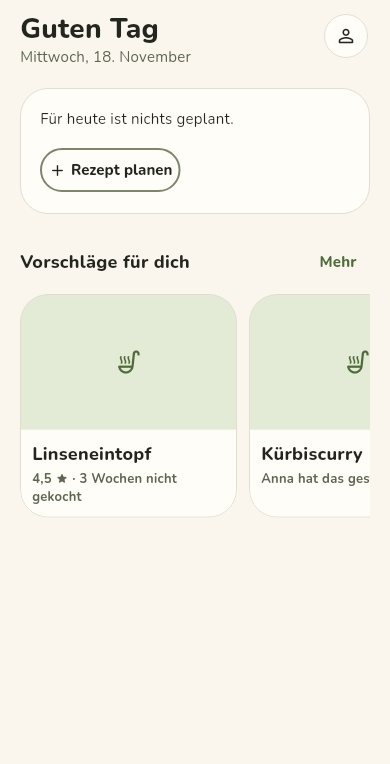 Guten Tag
Mittwoch, 18. November
Für heute ist nichts geplant.
+ Rezept planen
Vorschläge für dich
Mehr
Linseneintopf
4,5 ★ · 3 Wochen nicht
gekocht
Kürbiscurry
Anna hat das ges